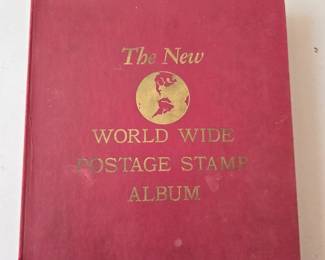 The New
WORLD WIDE
POSTAGE STAMP
ALBUM